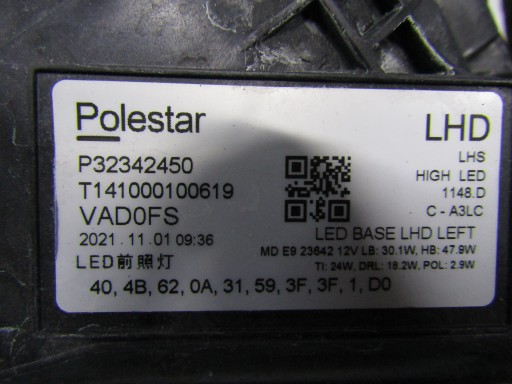 Polestar
LHD
P32342450
LHS
T141000100619
HIGH LED
1148.D
VAD0FS
C - A3LC
2021.11.01 09:36
LED BASE LHD LEFT
MD E9 23642 12V LB: 30.1W, HB: 47.9W
LED前照灯
TI: 24W, DRL: 18.2W, POL: 2.9W
40, 4B, 62, 0A, 31, 59, 3F, 3F, 1, D0